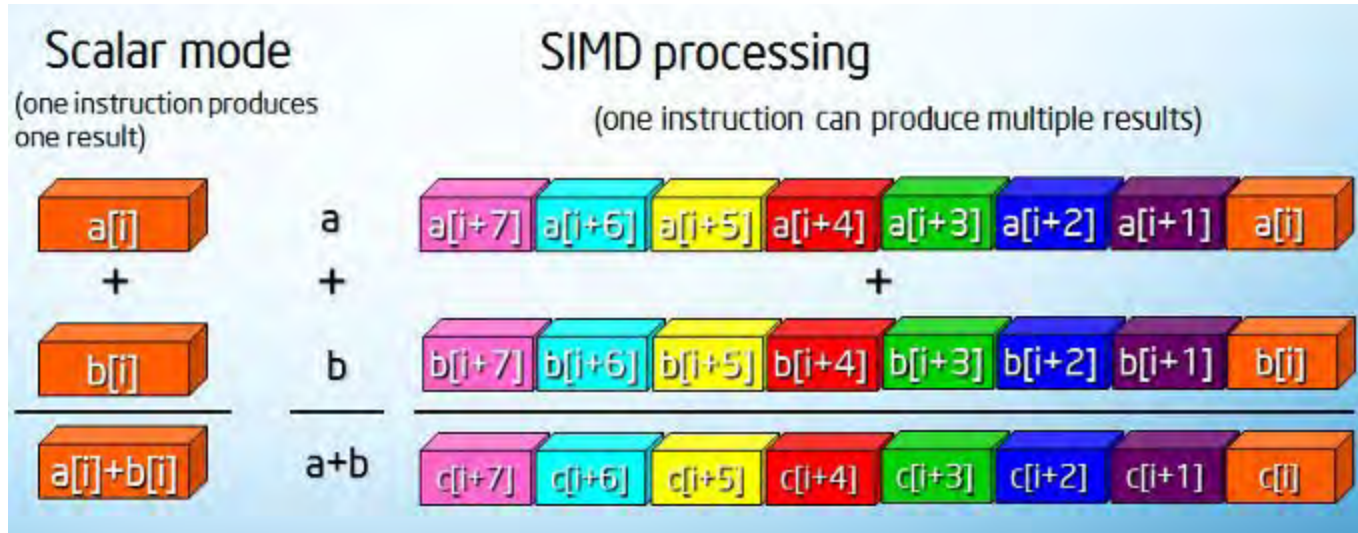 Scalar mode
(one instruction produces
one result)
SIMD processing
(one instruction can produce multiple results)
a[i]
a
a[i+7] a[i+6] a[i+5] a[i+4] a[i+3] a[i+2] a[i+1] a[i]
+
+
+
b[i]
b
b[i+7] b[i+6] b[i+5] b[i+4] b[i+3] b[i+2] b[i+1] b[i]
a[i]+b[i]
a+b
c[i+7] c[i+6] c[i+5] c[i+4] c[i+3] c[i+2] c[i+1] c[i]